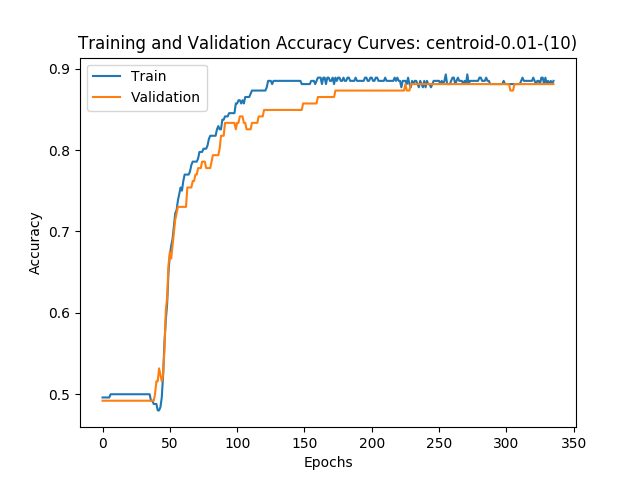 Training and Validation Accuracy Curves: centroid-0.01-(10)
Train
Validation
0.9
0.8
0.7
0.6
0.5
Accuracy
0 50 100 150 200 250 300 350
Epochs